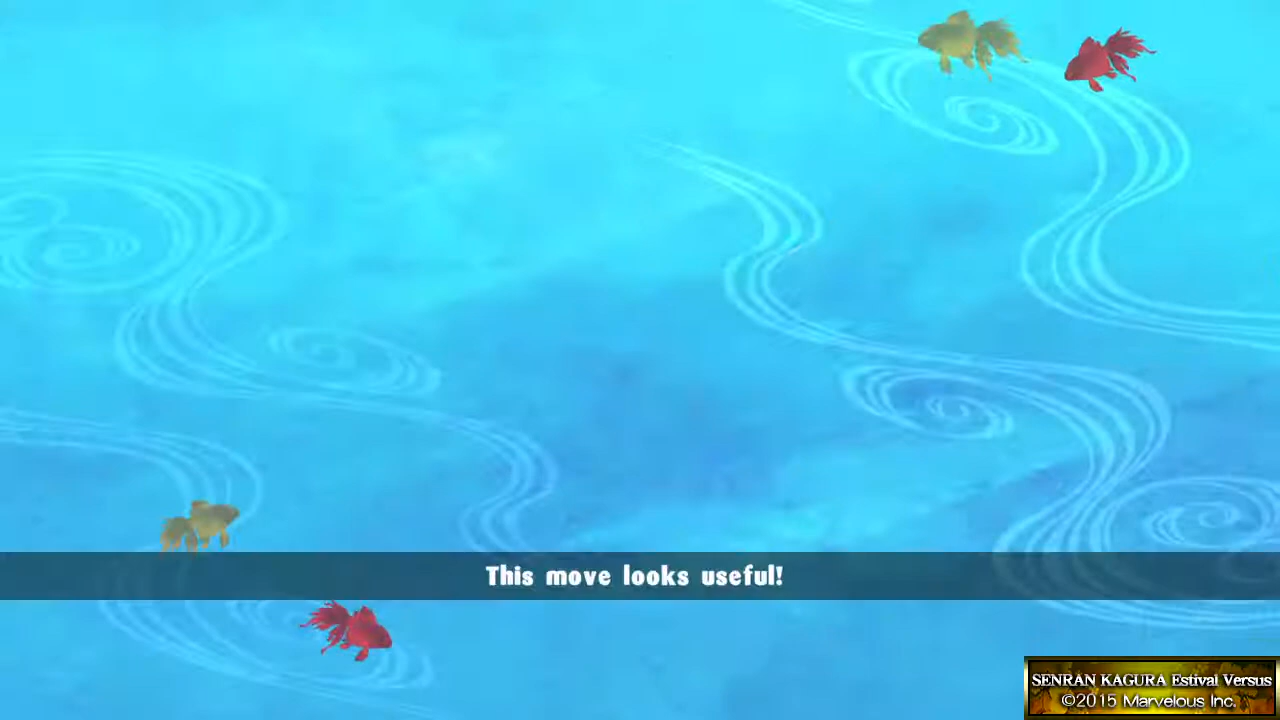 This move looks useful!
SENRAN KAGURA Estival Versus
©2015 Marvelous Inc.